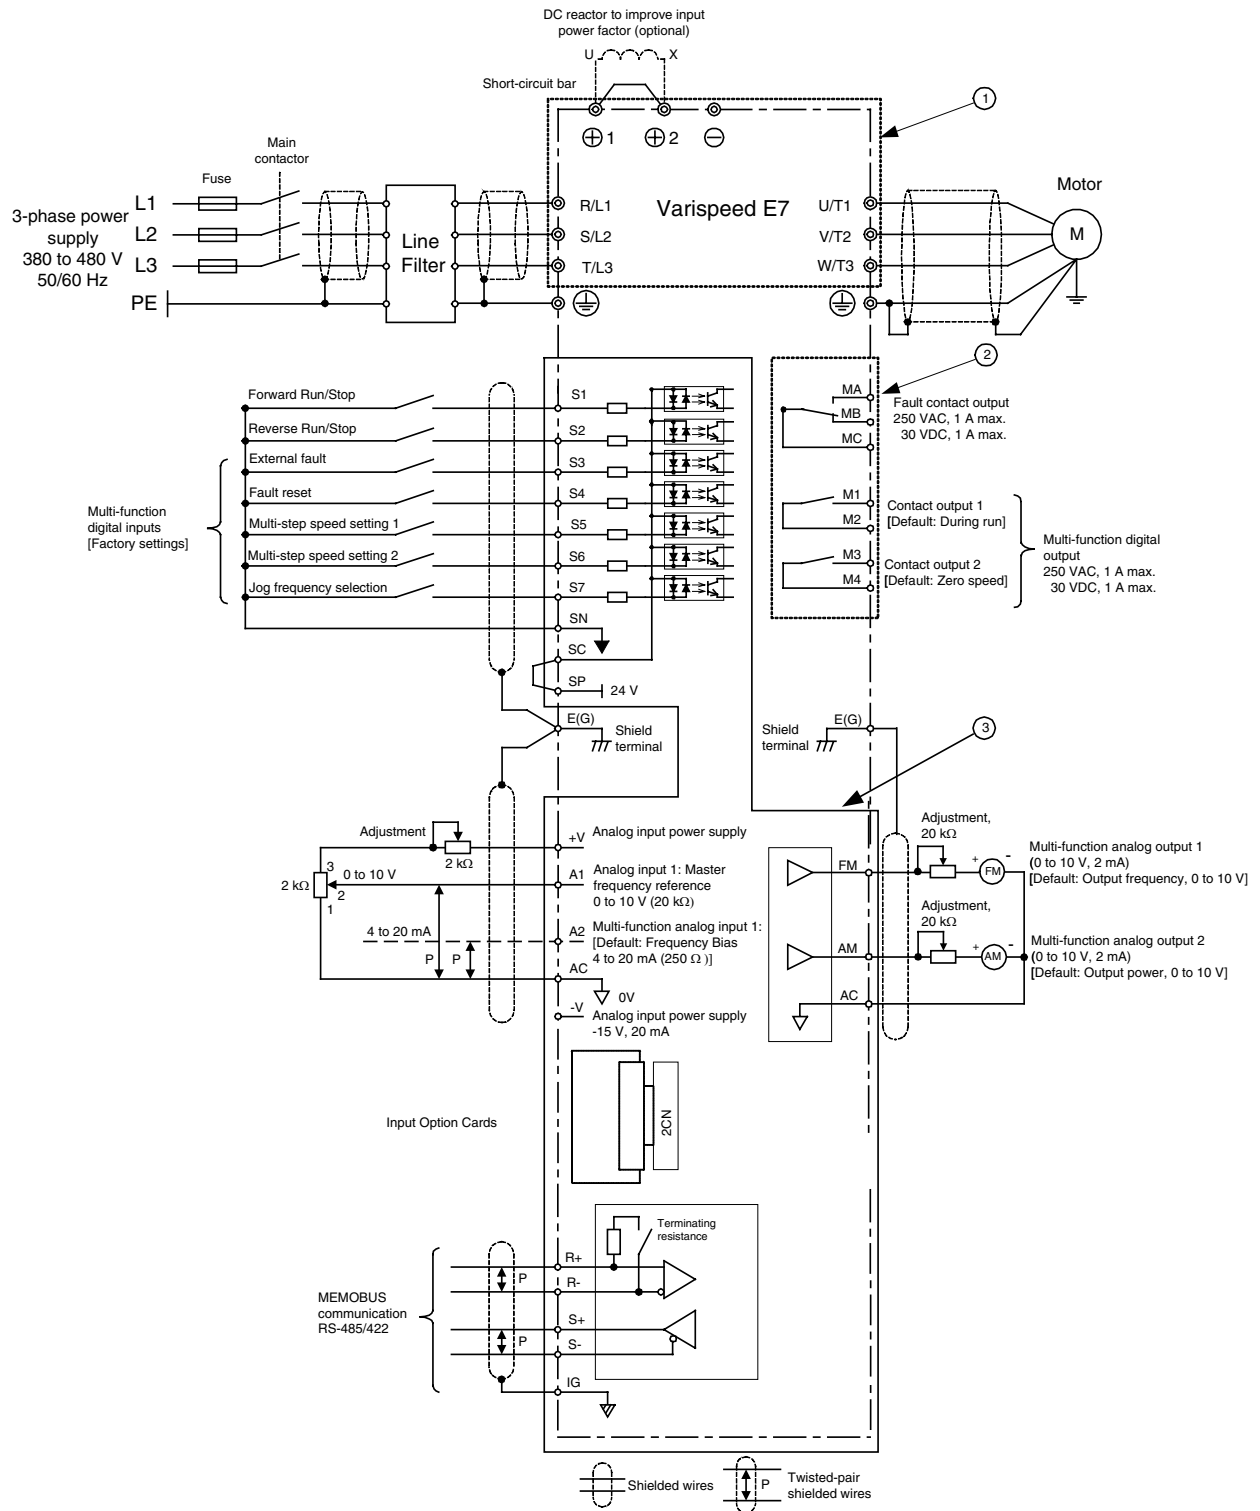 DC reactor to improve input
power factor (optional)
U X
Short-circuit bar
1
1 2
Main
contactor
Fuse
Motor
3-phase power
supply
380 to 480 V
50/60 Hz
L1
L2
L3
PE
Line
Filter
R/L1
S/L2
T/L3
Varispeed E7
U/T1
V/T2
W/T3
M
2
Forward Run/Stop
S1
Reverse Run/Stop
S2
External fault
S3
Fault reset
S4
Multi-step speed setting 1
S5
Multi-step speed setting 2
S6
Jog frequency selection
S7
Multi-function
digital inputs
[Factory settings]
SN
SC
SP
24 V
E(G)
Shield
terminal
MA
MB
MC
Fault contact output
250 VAC, 1 A max.
30 VDC, 1 A max.
M1
M2
Contact output 1
[Default: During run]
M3
M4
Contact output 2
[Default: Zero speed]
Multi-function digital
output
250 VAC, 1 A max.
30 VDC, 1 A max.
Shield
terminal
E(G)
3
Adjustment
2 kΩ
+V
Analog input power supply
2 kΩ
3
2
1
0 to 10 V
A1
Analog input 1: Master
frequency reference
0 to 10 V (20 kΩ)
4 to 20 mA
P
P
A2
Multi-function analog input 1:
[Default: Frequency Bias
4 to 20 mA (250 Ω )]
AC
0V
-V
Analog input power supply
-15 V, 20 mA
FM
Adjustment,
20 kΩ
+
FM
-
Multi-function analog output 1
(0 to 10 V, 2 mA)
[Default: Output frequency, 0 to 10 V]
AM
Adjustment,
20 kΩ
+
AM
-
Multi-function analog output 2
(0 to 10 V, 2 mA)
[Default: Output power, 0 to 10 V]
AC
Input Option Cards
2CN
Terminating
resistance
MEMOBUS
communication
RS-485/422
P
P
R+
R-
S+
S-
IG
Shielded wires
P
Twisted-pair
shielded wires